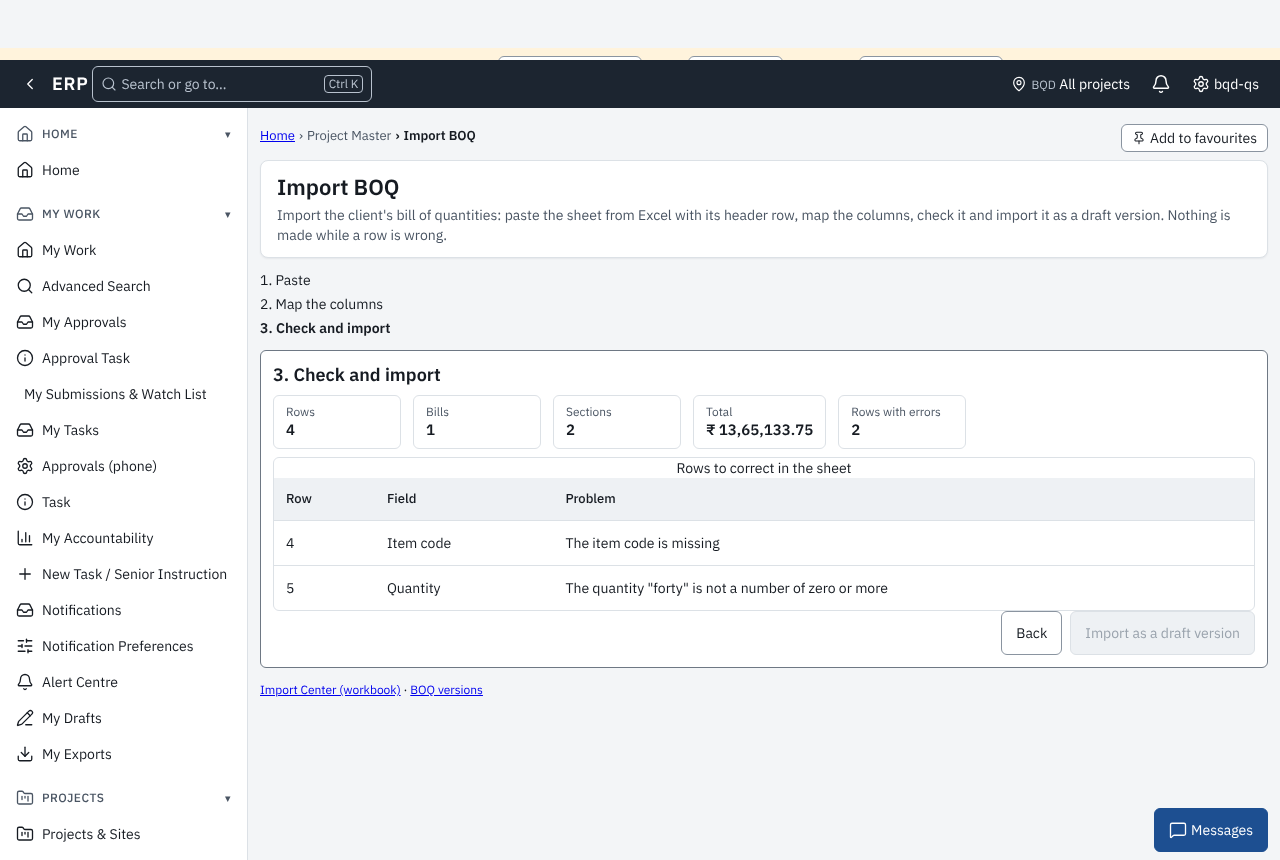 ERP
Search or go to...
Ctrl K
BQD All projects
bqd-qs
HOME
Home
MY WORK
My Work
Advanced Search
My Approvals
Approval Task
My Submissions & Watch List
My Tasks
Approvals (phone)
Task
My Accountability
New Task / Senior Instruction
Notifications
Notification Preferences
Alert Centre
My Drafts
My Exports
PROJECTS
Projects & Sites
Home › Project Master › Import BOQ
Add to favourites
Import BOQ
Import the client's bill of quantities: paste the sheet from Excel with its header row, map the columns, check it and import it as a draft version. Nothing is
made while a row is wrong.
1. Paste
2. Map the columns
3. Check and import
3. Check and import
Rows
4
Bills
1
Sections
2
Total
₹ 13,65,133.75
Rows with errors
2
Rows to correct in the sheet
Row Field Problem
4 Item code The item code is missing
5 Quantity The quantity "forty" is not a number of zero or more
Back
Import as a draft version
Import Center (workbook) · BOQ versions
Messages